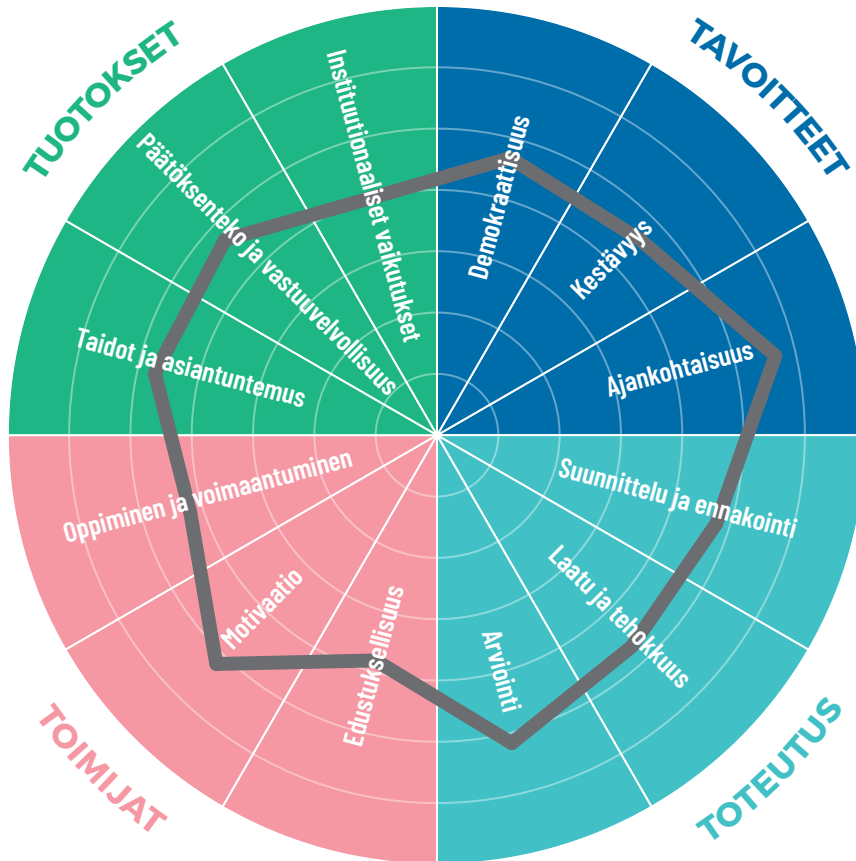 TUOTOKSET
TAVOITTEET
Institutionaaliset vaikutukset
Päätöksenteko ja vastuuvelvollisuus
Taidot ja asiantuntemus
Demokraattisuus
Kestävyys
Ajankohtaisuus
Oppiminen ja voimaantuminen
Motivaatio
Edustuksellisuus
Suunnittelu ja ennakointi
Laatu ja tehokkuus
Arviointi
TOIMIJAT
TOTEUTUS